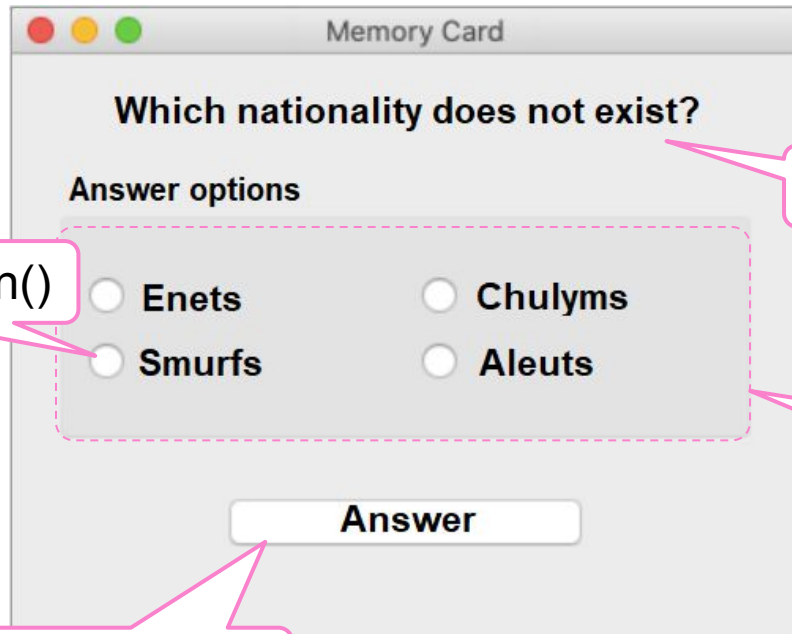 Memory Card
Which nationality does not exist?
Answer options
n()
Enets
Chulyms
Smurfs
Aleuts
Answer